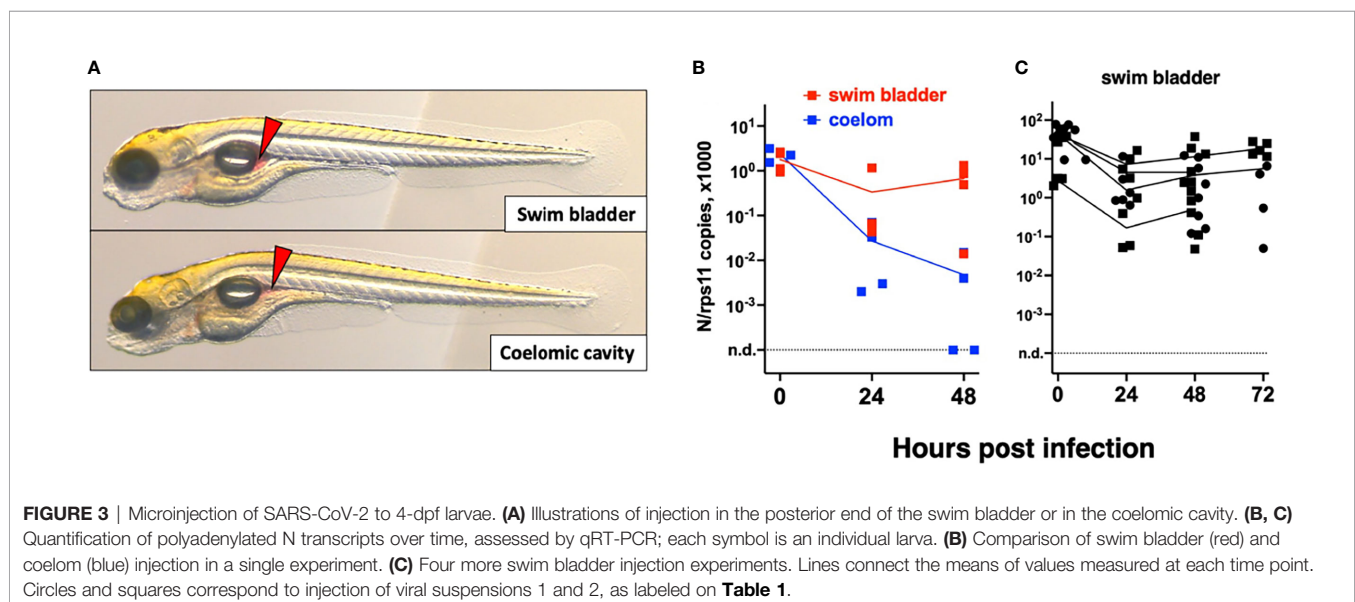 A
Swim bladder
Coelomic cavity
B
swim bladder
coelom
N/rps11 copies, x1000
10¹
10⁰
10⁻¹
10⁻²
10⁻³
n.d.
0 24 48
C
swim bladder
10²
10¹
10⁰
10⁻¹
10⁻²
10⁻³
n.d.
0 24 48 72
Hours post infection
FIGURE 3 | Microinjection of SARS-CoV-2 to 4-dpf larvae. (A) Illustrations of injection in the posterior end of the swim bladder or in the coelomic cavity. (B, C)
Quantification of polyadenylated N transcripts over time, assessed by qRT-PCR; each symbol is an individual larva. (B) Comparison of swim bladder (red) and
coelom (blue) injection in a single experiment. (C) Four more swim bladder injection experiments. Lines connect the means of values measured at each time point.
Circles and squares correspond to injection of viral suspensions 1 and 2, as labeled on Table 1.